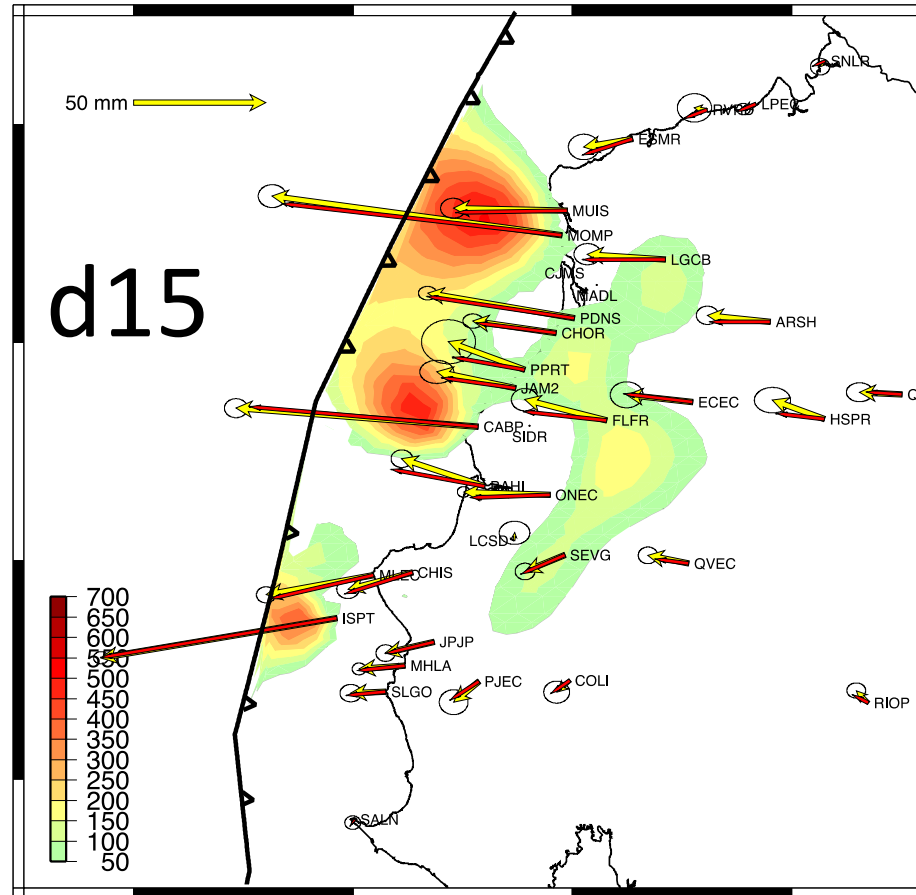 SNLR
50 mm
LPEC
ESMR
MUIS
MOMP
LGCB
CJMS
MADL
d15
PDNS
ARSH
CHOR
PPRT
JAM2
ECEC
FLFR
HSPR
CABP
SIDR
ONEC
LCSD
SEVG
QVEC
CHIS
ISPT
JPJP
MHLA
SLGO
PJEC
COLI
RIOP
SALN
700
650
600
550
500
450
400
350
300
250
200
150
100
50